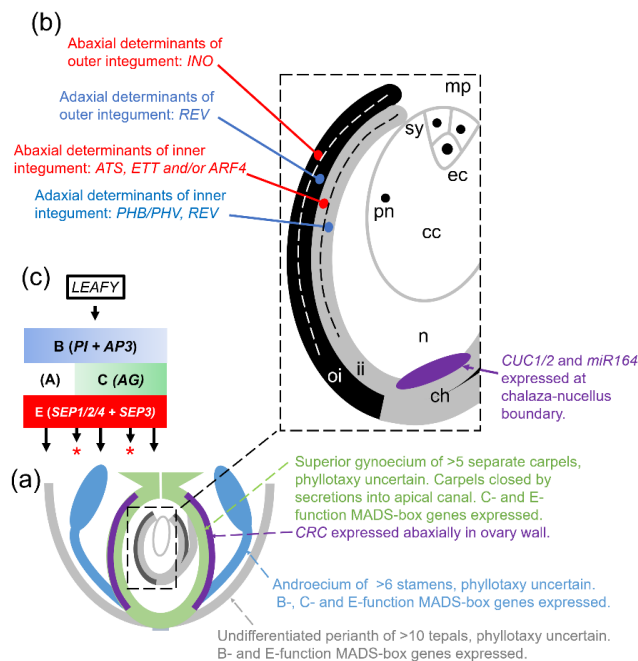 (b)
Abaxial determinants of
outer integument: INO
Adaxial determinants of
outer integument: REV
Abaxial determinants of inner
integument: ATS, ETT and/or ARF4
Adaxial determinants of inner
integument: PHB/PHV, REV
mp
sy
ec
pn
cc
n
ii
oi
ch
CUC1/2 and miR164
expressed at
chalaza-nucellus
boundary.
(c)
LEAFY
B (PI + AP3)
(A) C (AG)
E (SEP1/2/4 + SEP3)
* *
(a)
Superior gynoecium of >5 separate carpels,
phyllotaxy uncertain. Carpels closed by
secretions into apical canal. C- and E-
function MADS-box genes expressed.
CRC expressed abaxially in ovary wall.
Androecium of >6 stamens, phyllotaxy uncertain.
B-, C- and E-function MADS-box genes expressed.
Undifferentiated perianth of >10 tepals, phyllotaxy uncertain.
B- and E-function MADS-box genes expressed.